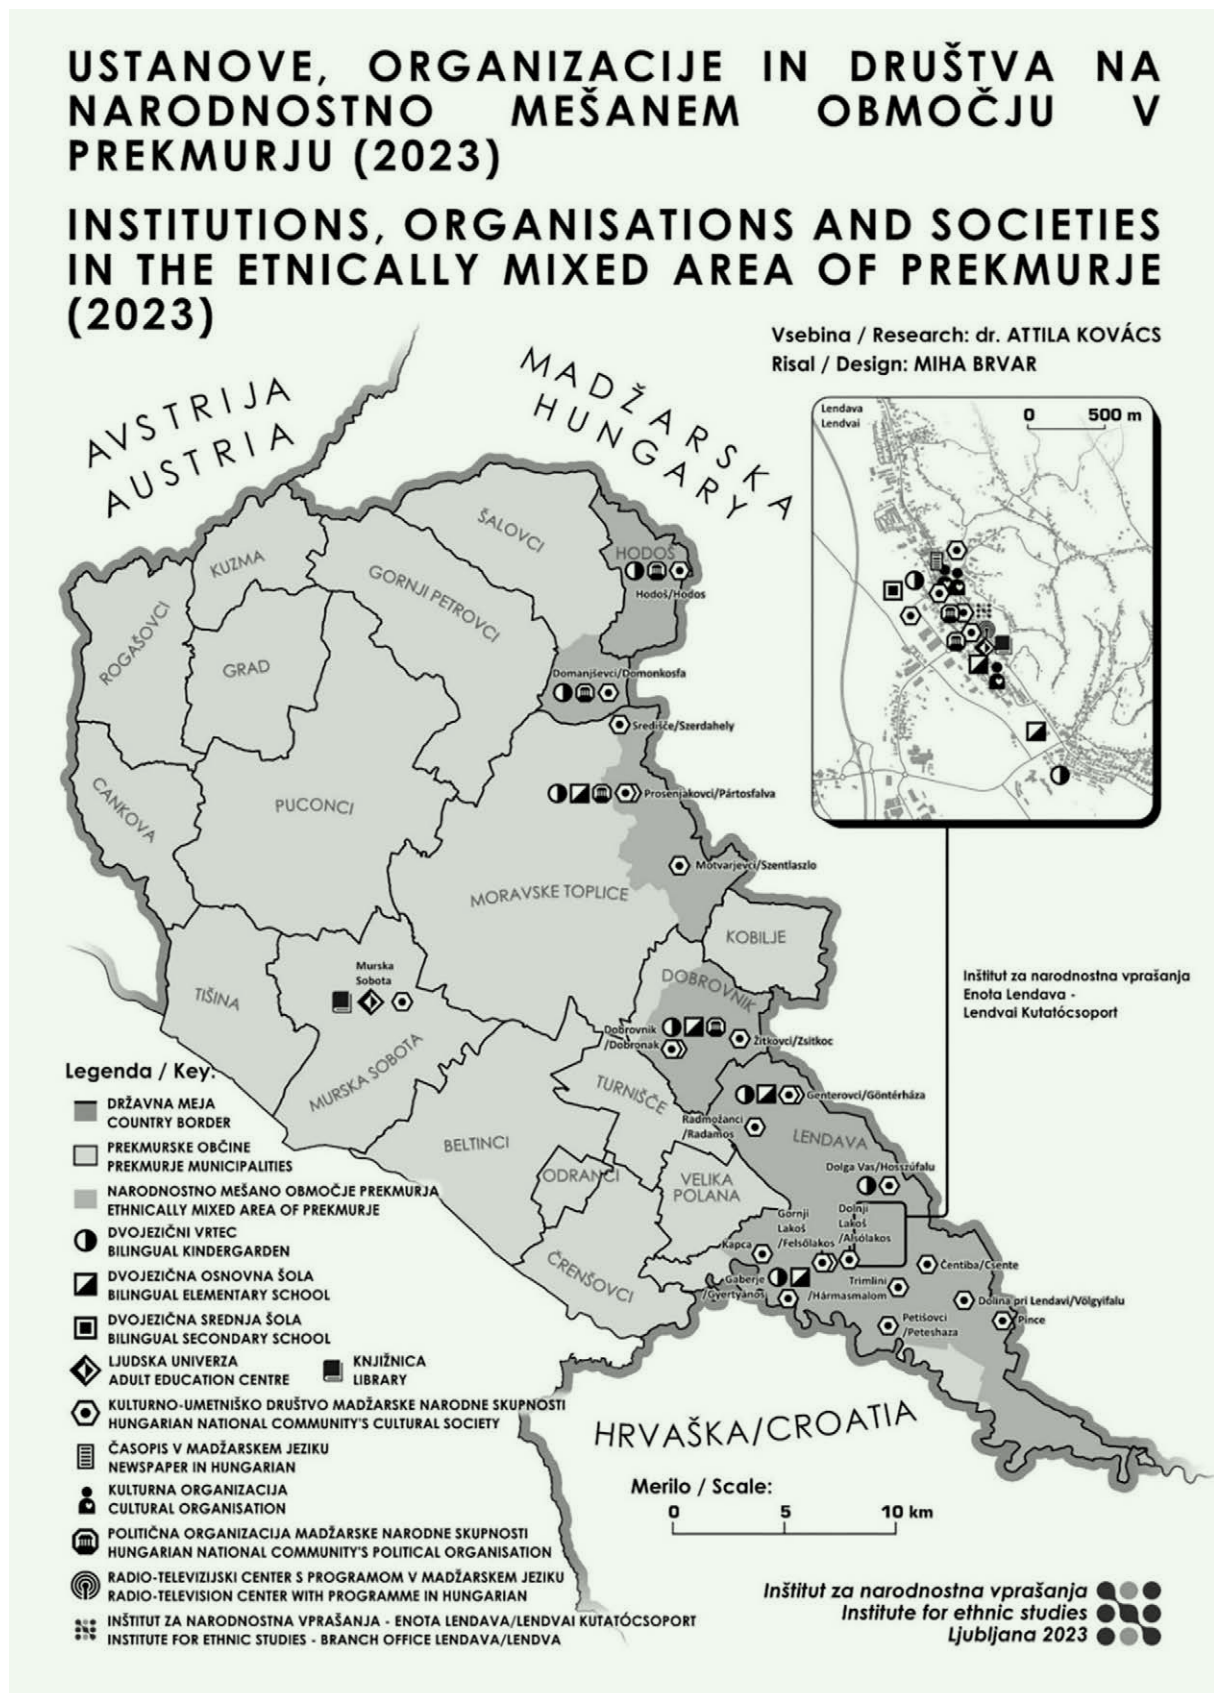 USTANOVE, ORGANIZACIJE IN DRUŠTVA NA
NARODNOSTNO MEŠANEM OBMOČJU V
PREKMURJU (2023)
INSTITUTIONS, ORGANISATIONS AND SOCIETIES
IN THE ETNICALLY MIXED AREA OF PREKMURJE
(2023)
Vsebina / Research: dr. ATTILA KOVÁCS
Risal / Design: MIHA BRVAR
AVSTRIJA
AUSTRIA
MADŽARSKA
HUNGARY
Lendava
Lendvai
0 500 m
ŠALOVCI
HODOŠ
Hodoš/Hodos
KUZMA
GORNJI PETROVCI
ROGAŠOVCI
GRAD
Domanjševci/Domonkosfa
Središče/Szerdahely
CANKOVA
PUCONCI
Prosenjakovci/Pártosfalva
Motvarjevci/Szentlaszlo
MORAVSKE TOPLICE
KOBILJE
Murska
Sobota
TIŠINA
DOBROVNIK
Inštitut za narodnostna vprašanja
Enota Lendava -
Lendvai Kutatócsoport
Dobrovnik
/Dobronak
Žitkovci/Zsitkoc
MURSKA SOBOTA
TURNIŠČE
Genterovci/Göntérháza
Radmožanci
/Radamos
LENDAVA
BELTINCI
ODRANCI
VELIKA
POLANA
Dolga Vas/Hosszúfalu
Gornji
Lakoš
/Felsőlakos
Dolnji
Lakoš
/Alsólakos
Kapca
ČRENŠOVCI
Gaberje
/Gyertyános
Čentiba/Csente
Trimlini
/Hármasmalom
Dolina pri Lendavi/Völgyifalu
Pince
Petišovci
/Peteshaza
HRVAŠKA/CROATIA
Legenda / Key:
DRŽAVNA MEJA
COUNTRY BORDER
PREKMURSKE OBČINE
PREKMURJE MUNICIPALITIES
NARODNOSTNO MEŠANO OBMOČJE PREKMURJA
ETHNICALLY MIXED AREA OF PREKMURJE
DVOJEZIČNI VRTEC
BILINGUAL KINDERGARDEN
DVOJEZIČNA OSNOVNA ŠOLA
BILINGUAL ELEMENTARY SCHOOL
DVOJEZIČNA SREDNJA ŠOLA
BILINGUAL SECONDARY SCHOOL
LJUDSKA UNIVERZA
ADULT EDUCATION CENTRE
KNJIŽNICA
LIBRARY
KULTURNO-UMETNIŠKO DRUŠTVO MADŽARSKE NARODNE SKUPNOSTI
HUNGARIAN NATIONAL COMMUNITY'S CULTURAL SOCIETY
ČASOPIS V MADŽARSKEM JEZIKU
NEWSPAPER IN HUNGARIAN
KULTURNA ORGANIZACIJA
CULTURAL ORGANISATION
POLITIČNA ORGANIZACIJA MADŽARSKE NARODNE SKUPNOSTI
HUNGARIAN NATIONAL COMMUNITY'S POLITICAL ORGANISATION
RADIO-TELEVIZIJSKI CENTER S PROGRAMOM V MADŽARSKEM JEZIKU
RADIO-TELEVISION CENTER WITH PROGRAMME IN HUNGARIAN
INŠTITUT ZA NARODNOSTNA VPRAŠANJA - ENOTA LENDAVA/LENDVAI KUTATÓCSOPORT
INSTITUTE FOR ETHNIC STUDIES - BRANCH OFFICE LENDAVA/LENDVA
Merilo / Scale:
0 5 10 km
Inštitut za narodnostna vprašanja
Institute for ethnic studies
Ljubljana 2023